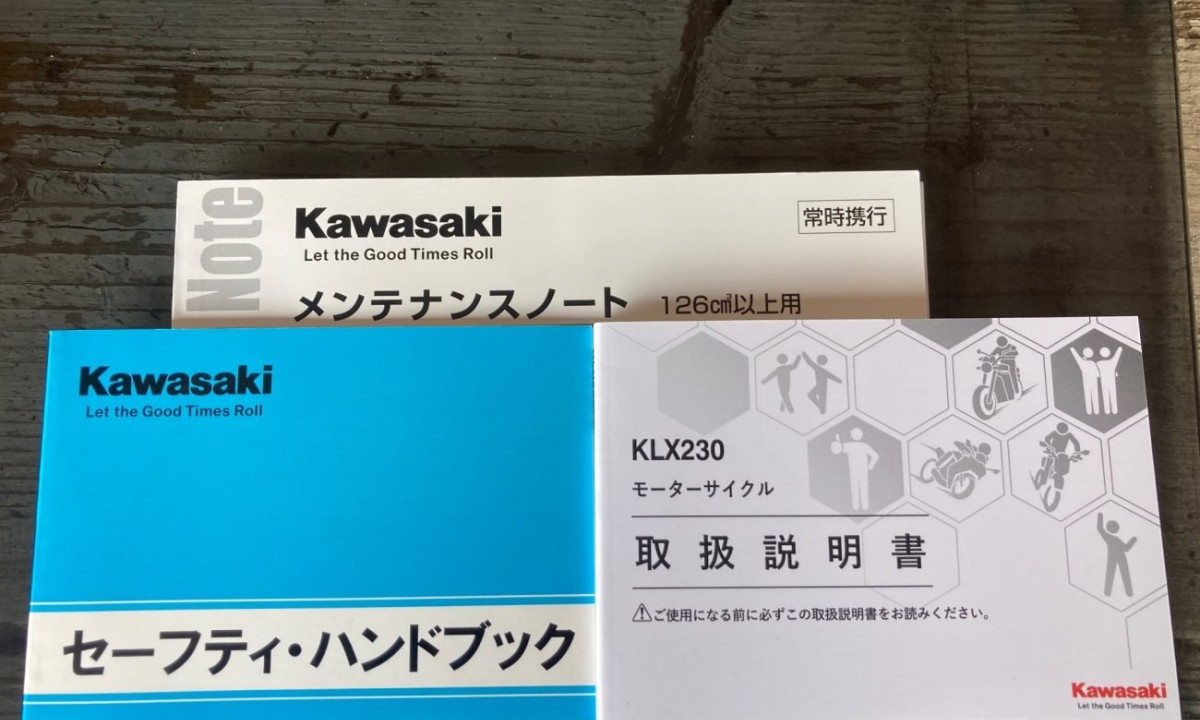 Note
Kawasaki
Let the Good Times Roll
常時携行
メンテナンスノート 126c㎥以上用
Kawasaki
Let the Good Times Roll
セーフティ・ハンドブック
KLX230
モーターサイクル
取扱説明書
⚠ご使用になる前に必ずこの取扱説明書をお読みください。
Kawasaki
Let the Good Times Roll